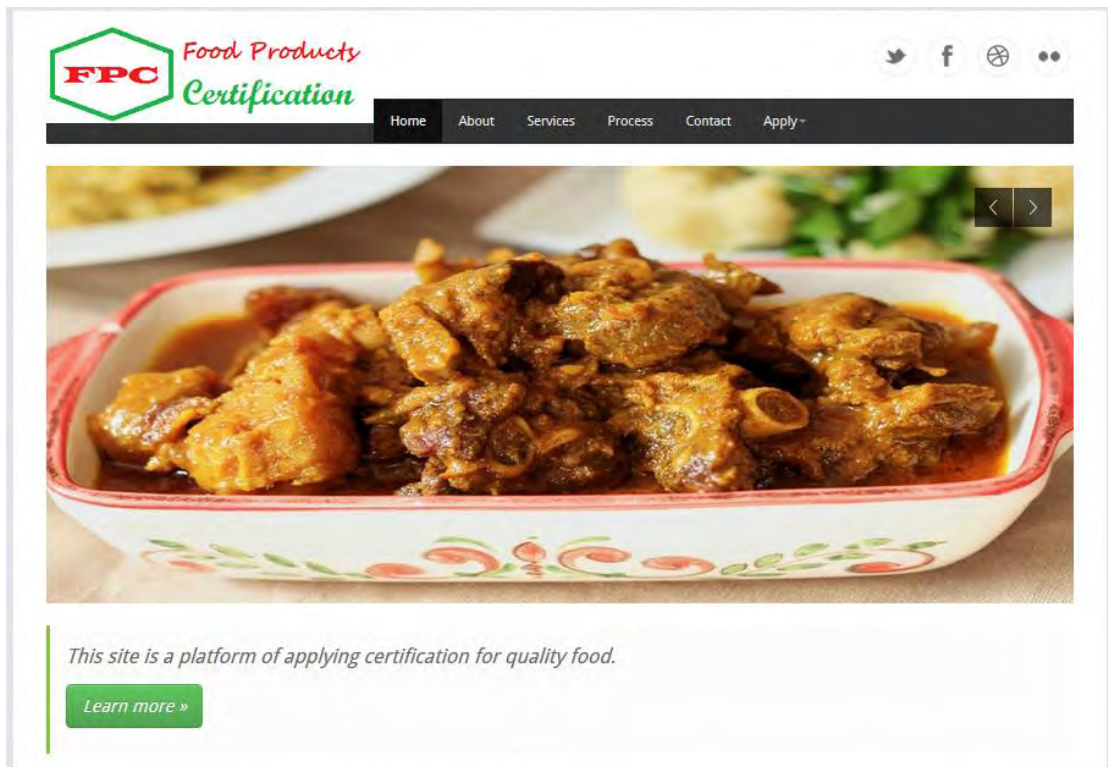 FPC
Food Products
Certification
Home About Services Process Contact Apply
This site is a platform of applying certification for quality food.
Learn more »